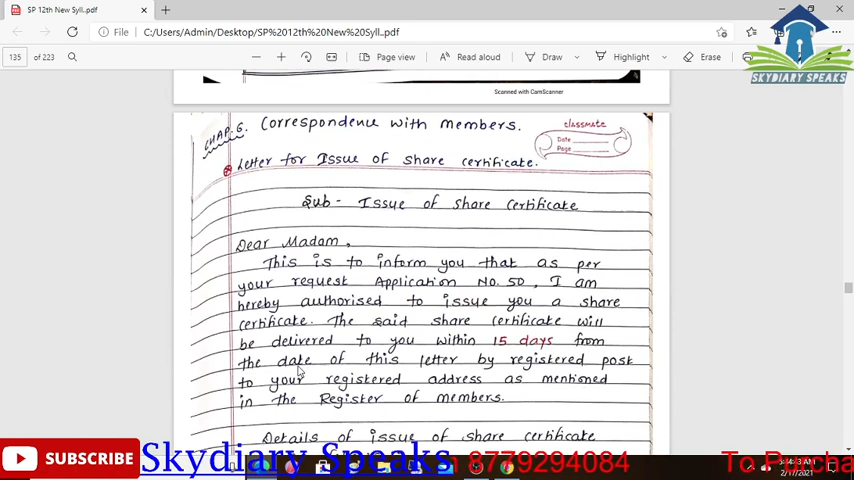 SP 12th New Syll..pdf
File
C:/Users/Admin/Desktop/SP%2012th%20New%20Syll..pdf
135 of 223
Page view
Read aloud
Draw
Highlight
Erase
SKYDIARY SPEAKS
Scanned with CamScanner
CHAP. 6. Correspondence with members.
classmate
Date
Page
Letter for Issue of share certificate.
Sub- Issue of share certificate
Dear Madam,
This is to inform you that as per
your request Application No. 50, I am
hereby authorised to issue you a share
certificate. The said share certificate will
be delivered to you within 15 days from
the date of this letter by registered post
to your registered address as mentioned
in the Register of members.
Details of issue of share certificate
SUBSCRIBE
Skydiary Speaks
8779294084
To Purcha
2/17/2021